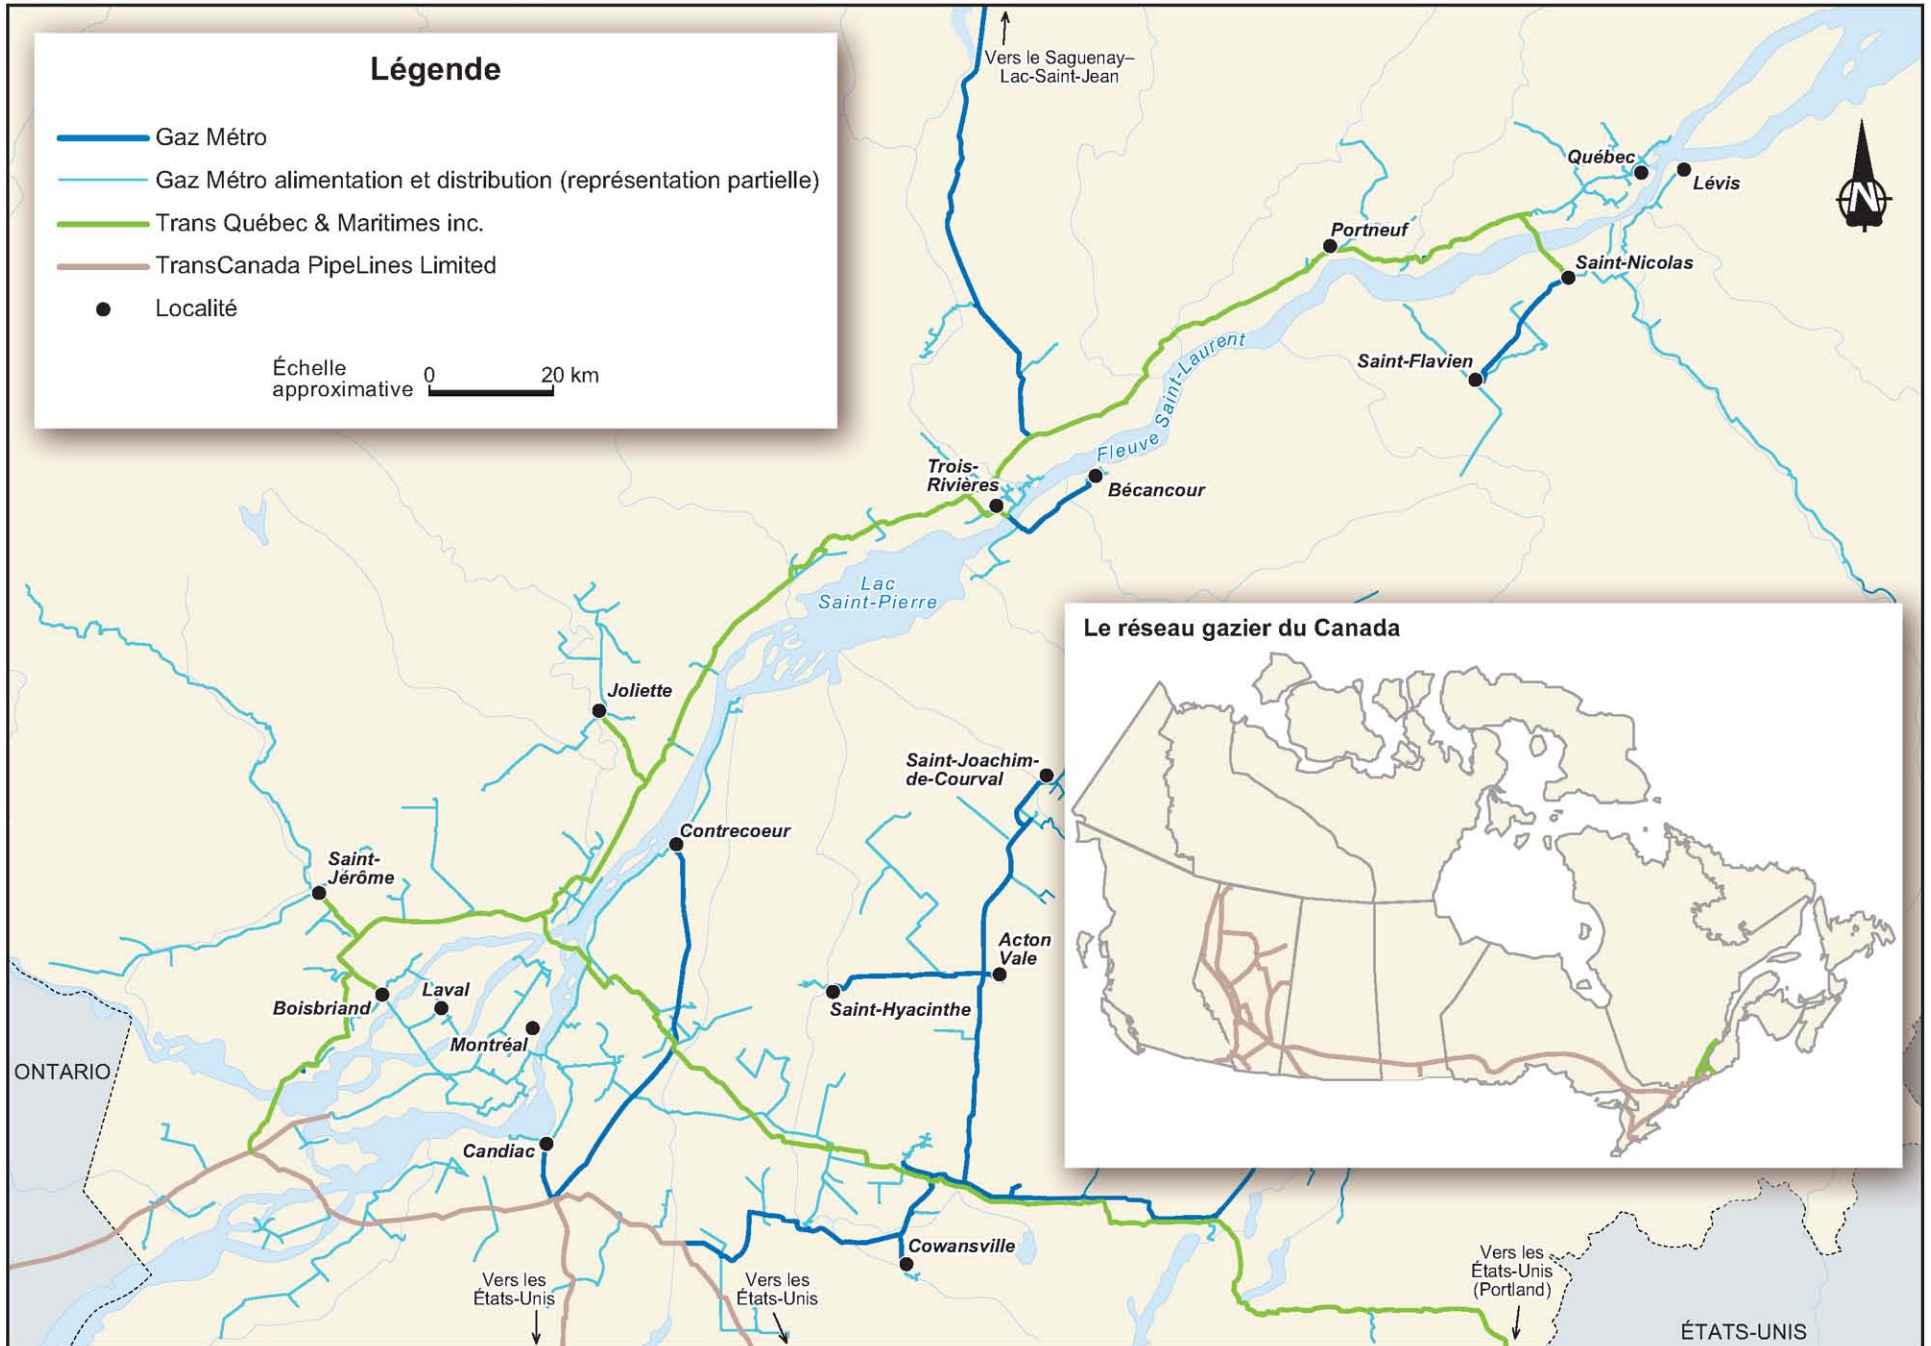 Légende
Gaz Métro
Gaz Métro alimentation et distribution (représentation partielle)
Trans Québec & Maritimes inc.
TransCanada PipeLines Limited
Localité
Échelle
approximative
0
20 km
Vers le Saguenay–
Lac-Saint-Jean
Québec
Lévis
N
Portneuf
Saint-Nicolas
Saint-Flavien
Fleuve Saint-Laurent
Trois-
Rivières
Bécancour
Lac
Saint-Pierre
Le réseau gazier du Canada
Joliette
Saint-Joachim-
de-Courval
Contrecoeur
Saint-
Jérôme
Acton
Vale
Boisbriand
Laval
Saint-Hyacinthe
Montréal
ONTARIO
Candiac
Cowansville
Vers les
États-Unis
Vers les
États-Unis
Vers les
États-Unis
(Portland)
ÉTATS-UNIS